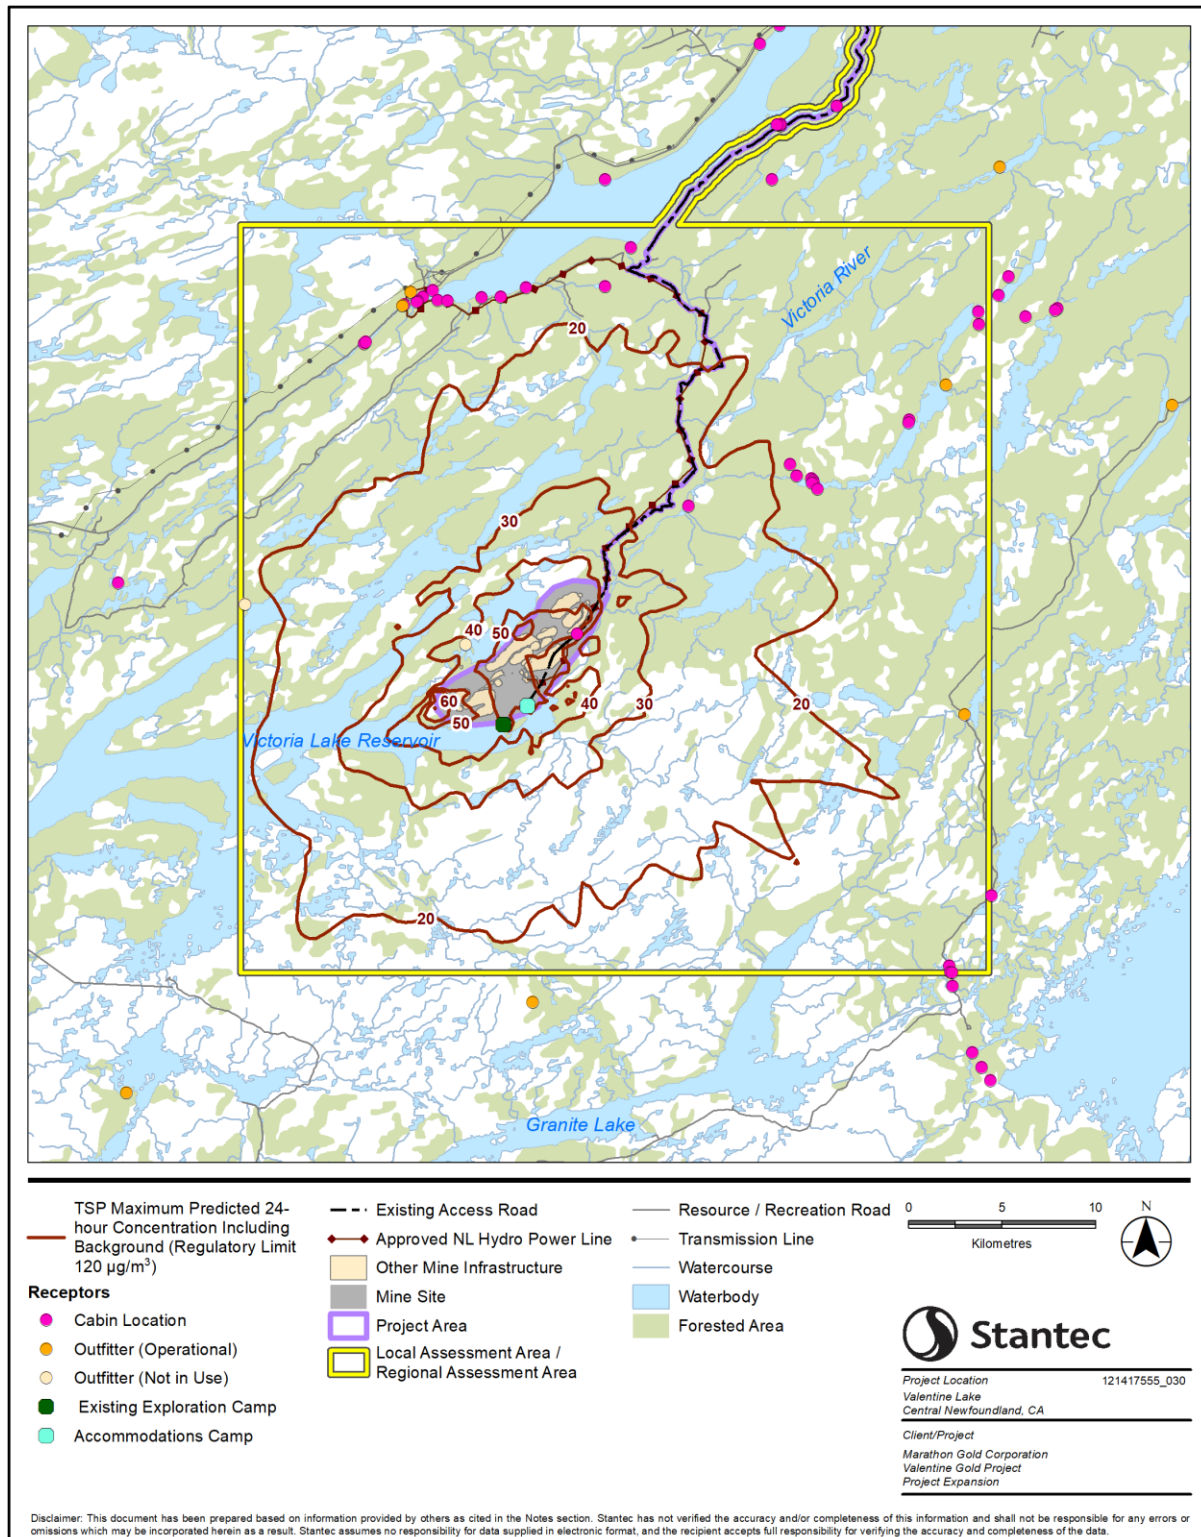 20
Victoria River
30
40
50
60
50
40
30
20
Victoria Lake Reservoir
20
Granite Lake
TSP Maximum Predicted 24-
hour Concentration Including
Background (Regulatory Limit
120 µg/m³)
Receptors
Cabin Location
Outfitter (Operational)
Outfitter (Not in Use)
Existing Exploration Camp
Accommodations Camp
Existing Access Road
Approved NL Hydro Power Line
Other Mine Infrastructure
Mine Site
Project Area
Local Assessment Area /
Regional Assessment Area
Resource / Recreation Road
Transmission Line
Watercourse
Waterbody
Forested Area
0 5 10
Kilometres
N
Stantec
Project Location 121417555_030
Valentine Lake
Central Newfoundland, CA
Client/Project
Marathon Gold Corporation
Valentine Gold Project
Project Expansion
Disclaimer: This document has been prepared based on information provided by others as cited in the Notes section. Stantec has not verified the accuracy and/or completeness of this information and shall not be responsible for any errors or
omissions which may be incorporated herein as a result. Stantec assumes no responsibility for data supplied in electronic format, and the recipient accepts full responsibility for verifying the accuracy and completeness of the data.